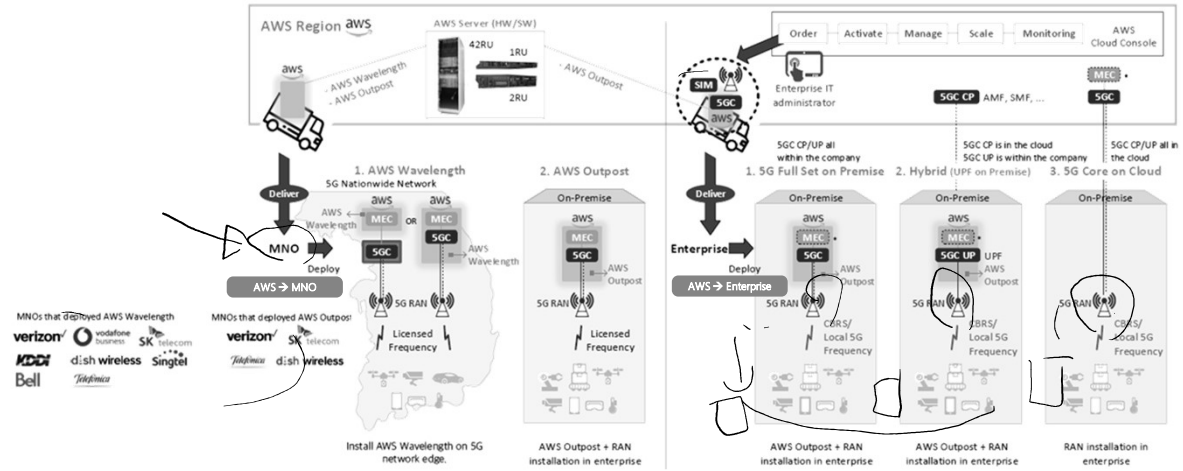 AWS Region aws
AWS Server (HW/SW)
42RU
1RU
2RU
aws
- AWS Wavelength
- AWS Outpost
- AWS Outpost
Order
Activate
Manage
Scale
Monitoring
AWS
Cloud Console
Enterprise IT
administrator
SIM
5GC
aws
5GC CP
AMF, SMF, ...
MEC
*
5GC
Deliver
MNO
Deploy
AWS → MNO
1. AWS Wavelength
5G Nationwide Network
aws
aws
AWS
Wavelength
MEC
OR
MEC
5GC
5GC
AWS
Wavelength
5G RAN
Licensed
Frequency
Licensed
Frequency
Install AWS Wavelength on 5G
network edge.
2. AWS Outpost
On-Premise
aws
MEC
5GC
AWS
Outpost
5G RAN
Licensed
Frequency
AWS Outpost + RAN
installation in enterprise
MNOs that deployed AWS Wavelength
verizon✓
vodafone
business
SK
telecom
KDDI
dish wireless
Singtel
Bell
Telefónica
MNOs that deployed AWS Outpost
verizon✓
SK
telecom
Telefónica
dish wireless
Deliver
Enterprise
Deploy
AWS → Enterprise
5GC CP/UP all
within the company
1. 5G Full Set on Premise
On-Premise
aws
MEC
*
5GC
AWS
Outpost
5G RAN
CBRS/
Local 5G
Frequency
AWS Outpost + RAN
installation in enterprise
5GC CP is in the cloud
5GC UP is within the company
2. Hybrid (UPF on Premise)
On-Premise
aws
MEC
*
5GC UP
UPF
AWS
Outpost
5G RAN
CBRS/
Local 5G
Frequency
AWS Outpost + RAN
installation in enterprise
5GC CP/UP all in
the cloud
3. 5G Core on Cloud
On-Premise
5G RAN
CBRS/
Local 5G
Frequency
RAN installation in
enterprise